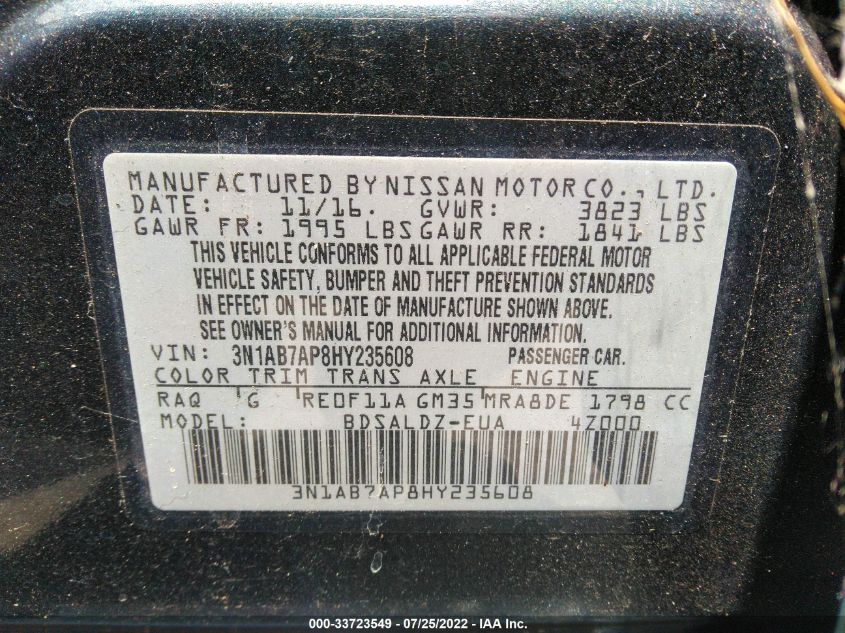 MANUFACTURED BY NISSAN MOTOR CO., LTD.
DATE: 11/16. GVWR: 3823 LBS
GAWR FR: 1995 LBS GAWR RR: 1841 LBS
THIS VEHICLE CONFORMS TO ALL APPLICABLE FEDERAL MOTOR
VEHICLE SAFETY, BUMPER AND THEFT PREVENTION STANDARDS
IN EFFECT ON THE DATE OF MANUFACTURE SHOWN ABOVE.
SEE OWNER'S MANUAL FOR ADDITIONAL INFORMATION.
VIN: 3N1AB7AP8HY235608 PASSENGER CAR.
COLOR TRIM TRANS AXLE ENGINE
RAQ G RE0F11A GM35 MRA8DE 1798 CC
MODEL: BDSALDZ-EUA 4Z000
3N1AB7AP8HY235608
000-33723549 - 07/25/2022 - IAA Inc.